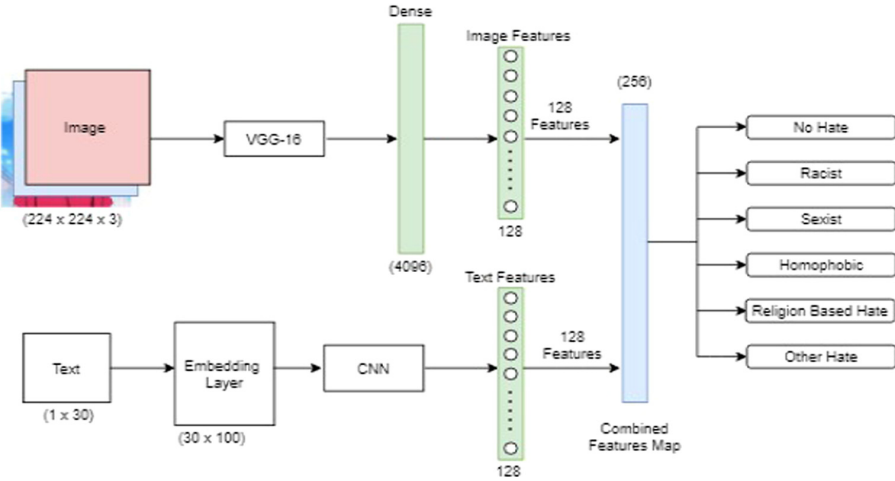 Dense
Image Features
(256)
Image
VGG-16
128
Features
No Hate
Racist
(224 x 224 x 3)
128
Sexist
(4096)
Text Features
Homophobic
Religion Based Hate
Text
Embedding
Layer
CNN
128
Features
Other Hate
(1 x 30)
(30 x 100)
Combined
Features Map
128